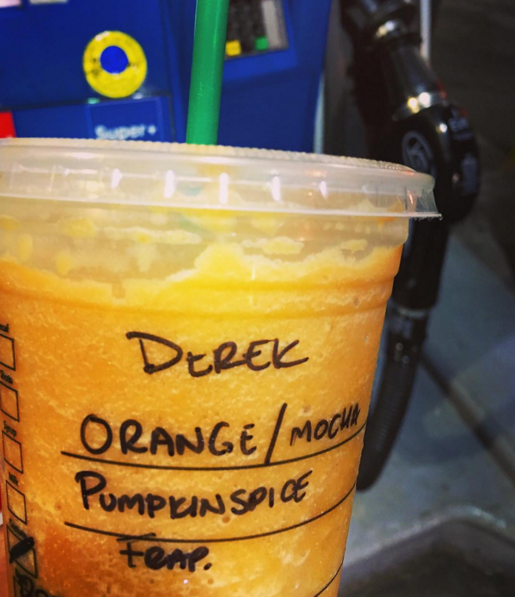 Super+
DEREK
ORANGE/MOCHA
PUMPKINSPICE
FRAP.